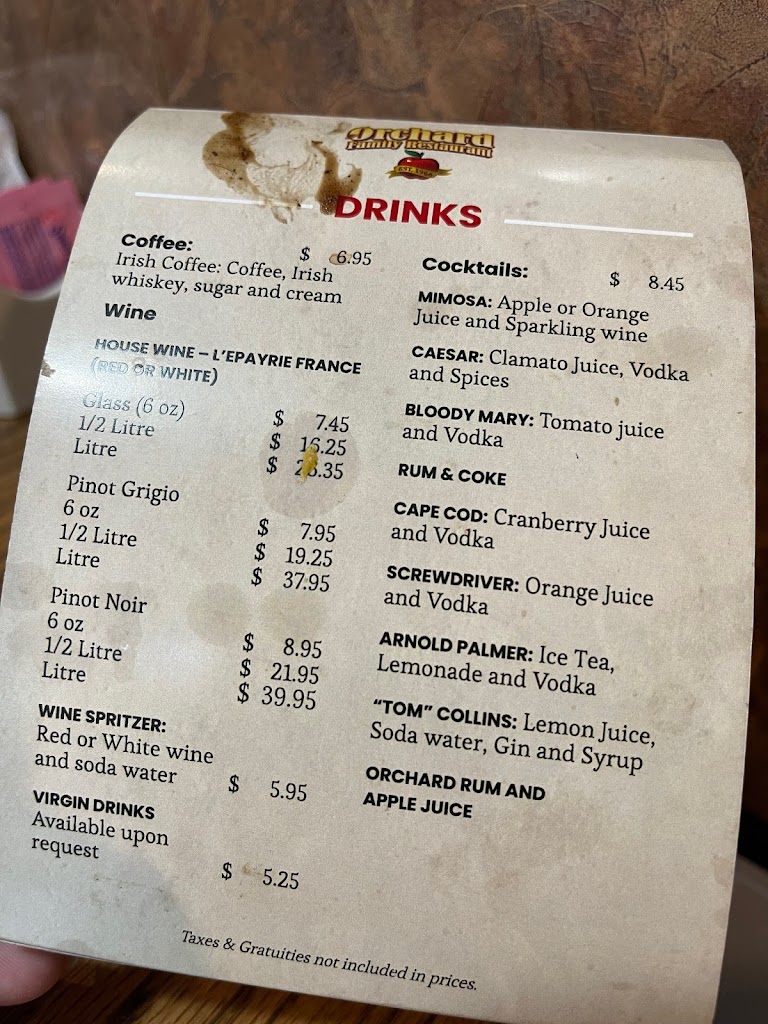 Orchard
Family Restaurant
DRINKS
Coffee:
$ 6.95
Irish Coffee: Coffee, Irish
whiskey, sugar and cream
Wine
HOUSE WINE – L'EPAYRIE FRANCE
(RED OR WHITE)
Glass (6 oz) $ 7.45
1/2 Litre $ 16.25
Litre $
Pinot Grigio
6 oz $ 7.95
1/2 Litre $ 19.25
Litre $ 37.95
Pinot Noir
6 oz $ 8.95
1/2 Litre $ 21.95
Litre $ 39.95
WINE SPRITZER:
Red or White wine
and soda water $ 5.95
VIRGIN DRINKS
Available upon
request $ 5.25
Cocktails: $ 8.45
MIMOSA: Apple or Orange
Juice and Sparkling wine
CAESAR: Clamato Juice, Vodka
and Spices
BLOODY MARY: Tomato juice
and Vodka
RUM & COKE
CAPE COD: Cranberry Juice
and Vodka
SCREWDRIVER: Orange Juice
and Vodka
ARNOLD PALMER: Ice Tea,
Lemonade and Vodka
"TOM" COLLINS: Lemon Juice,
Soda water, Gin and Syrup
ORCHARD RUM AND
APPLE JUICE
Taxes & Gratuities not included in prices.